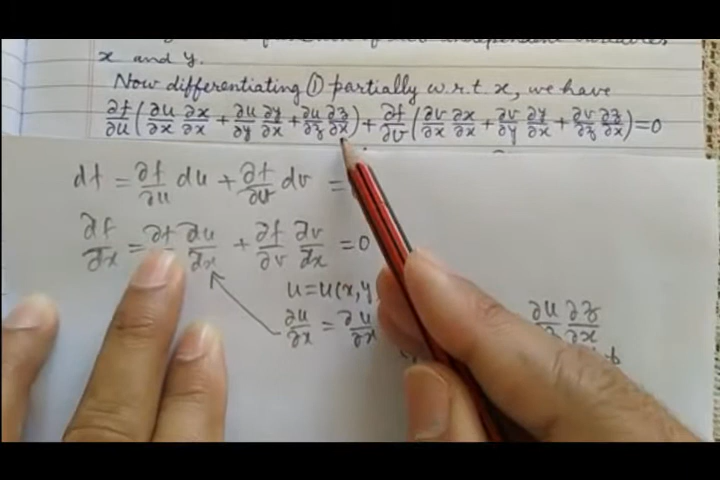 x and y.
Now differentiating ① partially w.r.t. x, we have
∂f/∂u (∂u/∂x ∂x/∂x + ∂u/∂y ∂y/∂x + ∂u/∂z ∂z/∂x) + ∂f/∂v (∂v/∂x ∂x/∂x + ∂v/∂y ∂y/∂x + ∂v/∂z ∂z/∂x) = 0
df = ∂f/∂u du + ∂f/∂v dv =
∂f/∂x = ∂f ∂u/∂x + ∂f/∂v ∂v/∂x = 0
u = u(x, y
∂u/∂x = ∂u/∂x ∂u ∂z/∂x